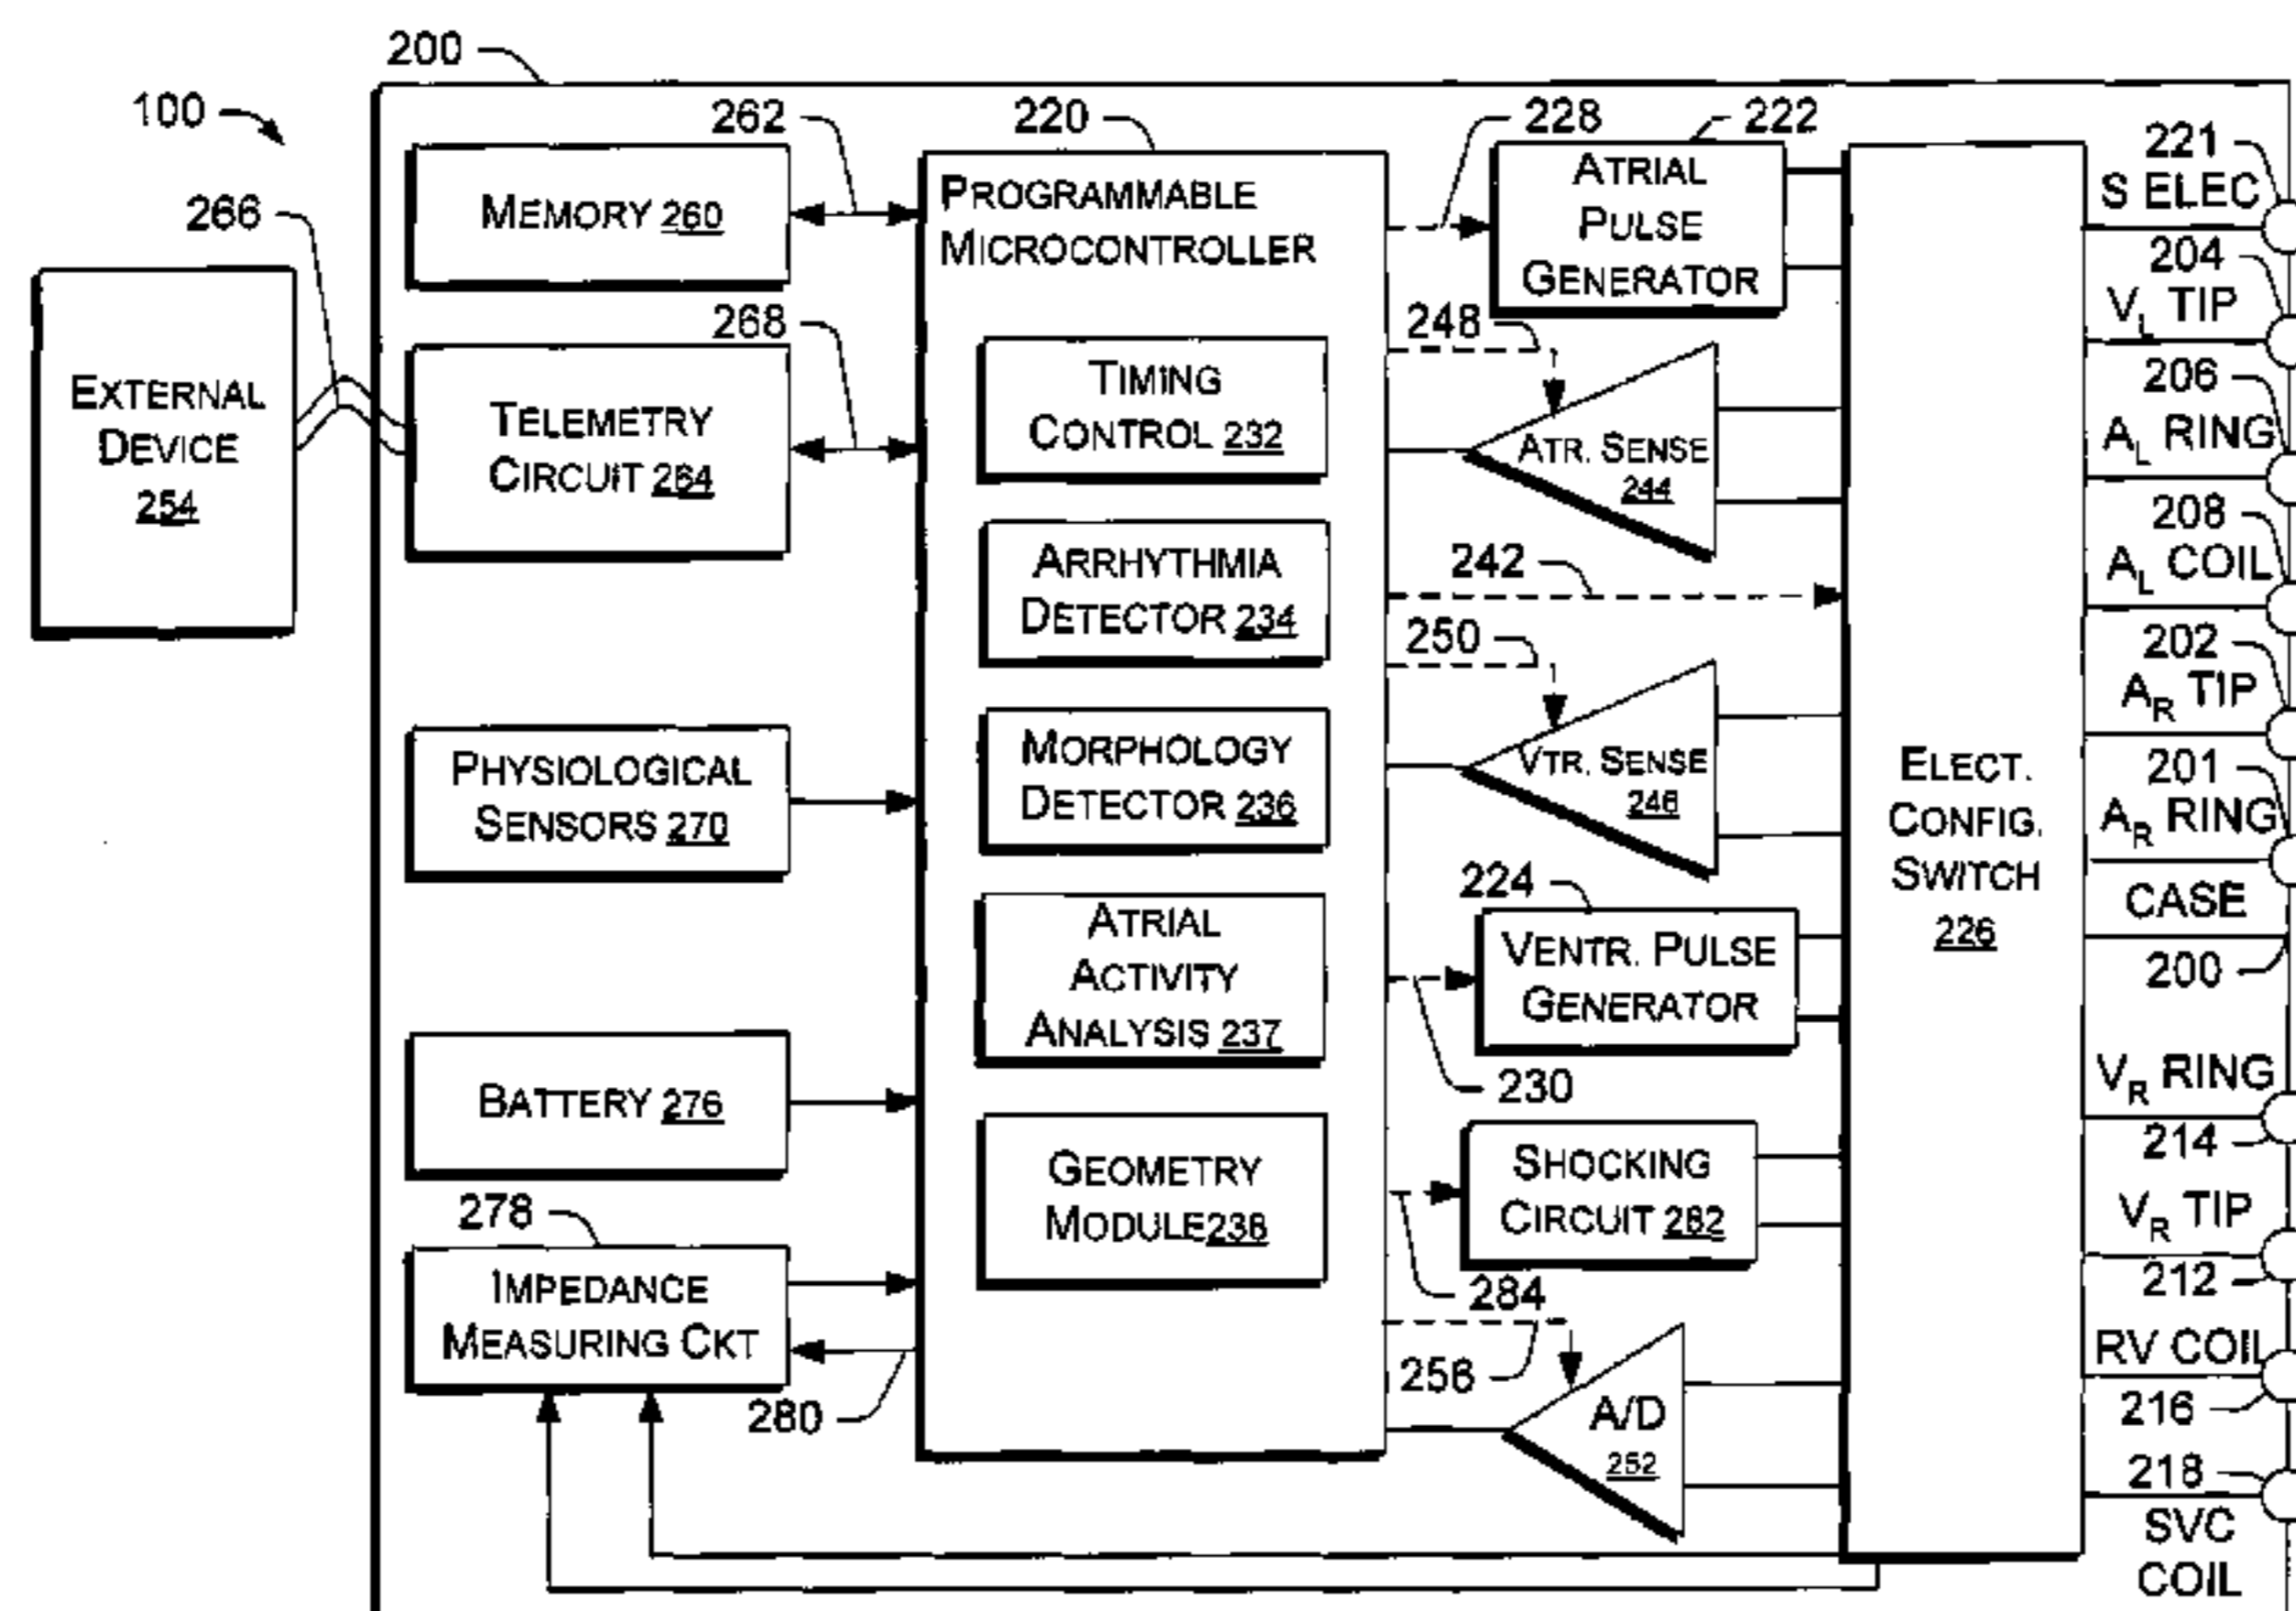 200
100
262
220
228
222
221
S ELEC
MEMORY 260
PROGRAMMABLE
MICROCONTROLLER
ATRIAL
PULSE
GENERATOR
204
VL TIP
266
268
248
206
AL RING
EXTERNAL
DEVICE
254
TELEMETRY
CIRCUIT 264
TIMING
CONTROL 232
ATR. SENSE
244
208
AL COIL
ARRHYTHMIA
DETECTOR 234
242
250
202
AR TIP
PHYSIOLOGICAL
SENSORS 270
MORPHOLOGY
DETECTOR 236
VTR. SENSE
246
ELECT.
CONFIG.
SWITCH
226
201
AR RING
CASE
200
224
ATRIAL
ACTIVITY
ANALYSIS 237
VENTR. PULSE
GENERATOR
230
VR RING
214
BATTERY 276
GEOMETRY
MODULE238
SHOCKING
CIRCUIT 282
VR TIP
212
278
IMPEDANCE
MEASURING CKT
280
284
256
RV COIL
216
A/D
252
218
SVC
COIL